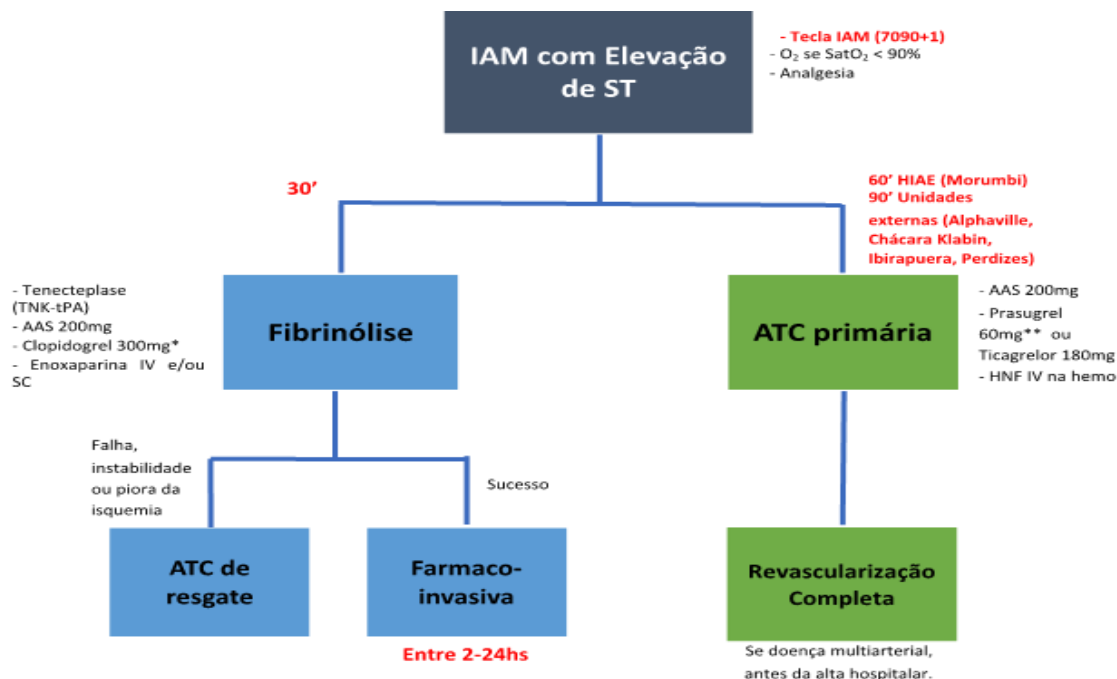 IAM com Elevação
de ST
- Tecla IAM (7090+1)
- O₂ se SatO₂ < 90%
- Analgesia
30’
60’ HIAE (Morumbi)
90’ Unidades
externas (Alphaville,
Chácara Klabin,
Ibirapuera, Perdizes)
- Tenecteplase
(TNK-tPA)
- AAS 200mg
- Clopidogrel 300mg*
- Enoxaparina IV e/ou
SC
Fibrinólise
ATC primária
- AAS 200mg
- Prasugrel
60mg** ou
Ticagrelor 180mg
- HNF IV na hemo
Falha,
instabilidade
ou piora da
isquemia
Sucesso
ATC de
resgate
Farmaco-
invasiva
Entre 2-24hs
Revascularização
Completa
Se doença multiarterial,
antes da alta hospitalar.